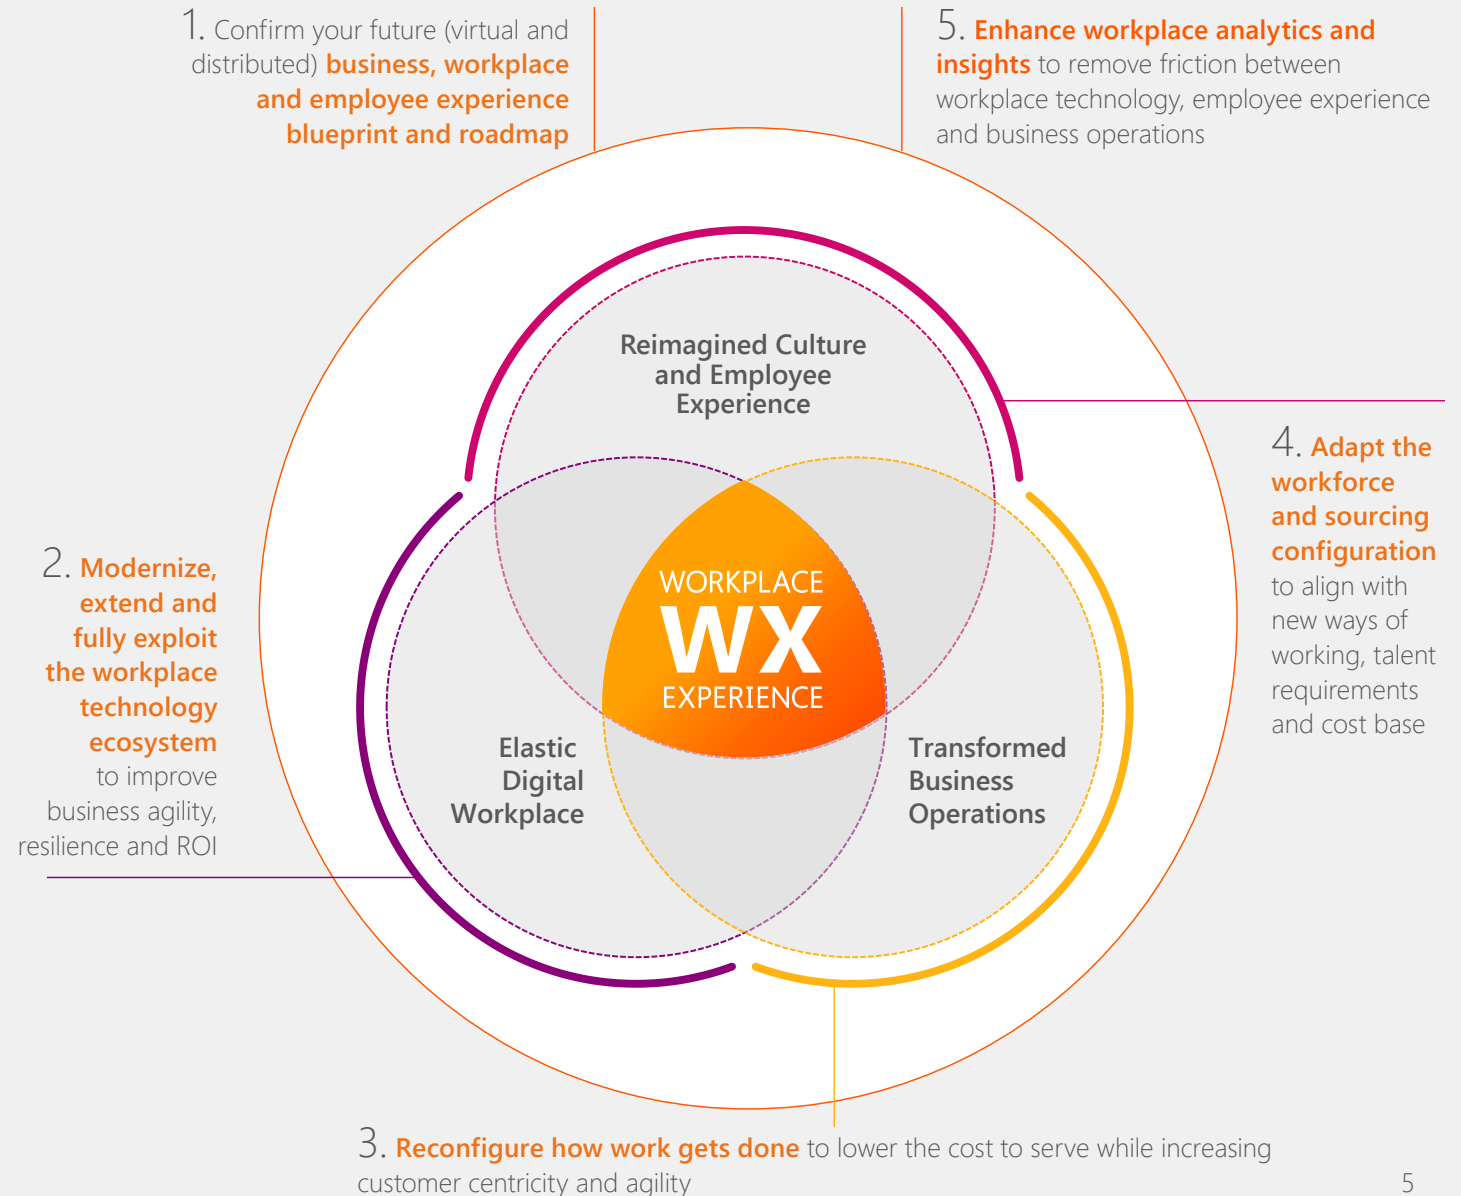 1. Confirm your future (virtual and
distributed) business, workplace
and employee experience
blueprint and roadmap
5. Enhance workplace analytics and
insights to remove friction between
workplace technology, employee experience
and business operations
Reimagined Culture
and Employee
Experience
4. Adapt the
workforce
and sourcing
configuration
to align with
new ways of
working, talent
requirements
and cost base
2. Modernize,
extend and
fully exploit
the workplace
technology
ecosystem
to improve
business agility,
resilience and ROI
WORKPLACE
WX
EXPERIENCE
Elastic
Digital
Workplace
Transformed
Business
Operations
3. Reconfigure how work gets done to lower the cost to serve while increasing
customer centricity and agility
5